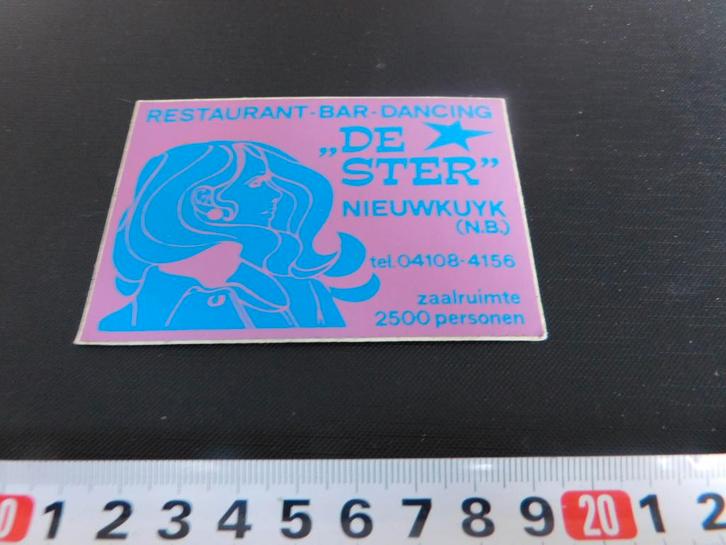 RESTAURANT-BAR-DANCING
„DE
STER”
NIEUWKUYK
(N.B.)
tel. 04108-4156
zaalruimte
2500 personen
0 1 2 3 4 5 6 7 8 9 20 1 2